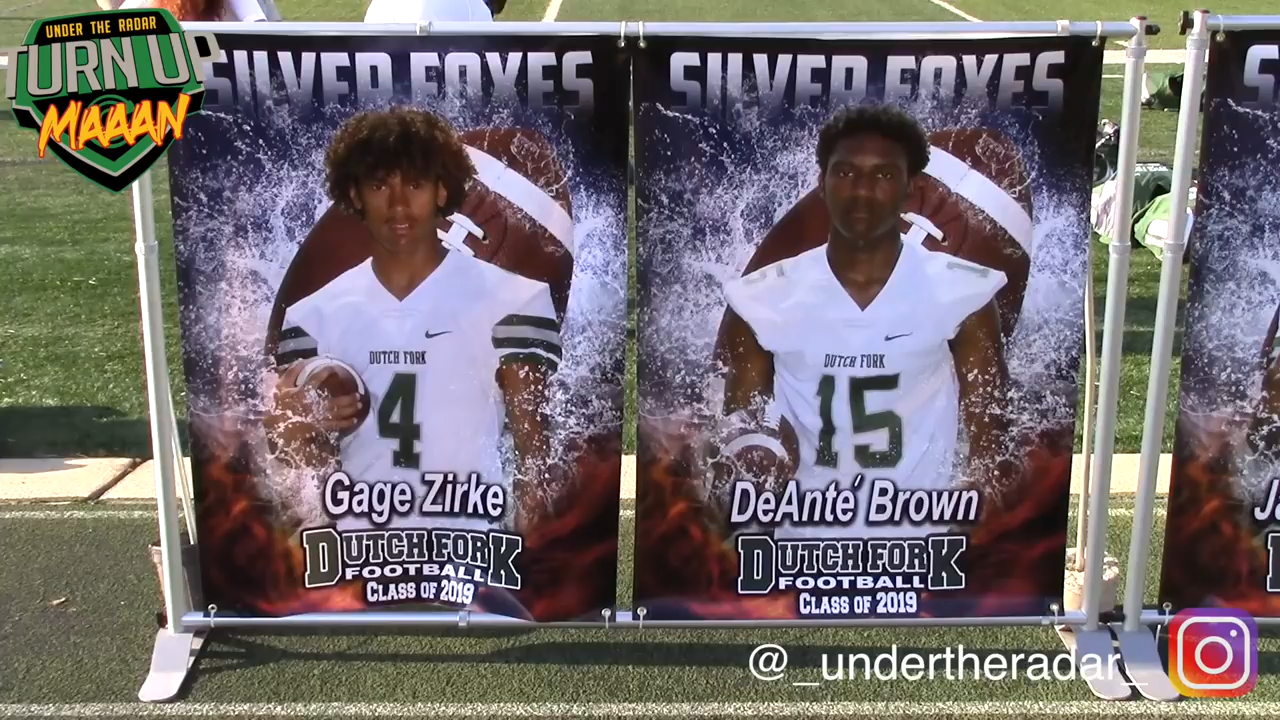 UNDER THE RADAR
TURN UP
MAAAN
SILVER FOXES
DUTCH FORK
4
Gage Zirke
DUTCH FORK
FOOTBALL
CLASS OF 2019
SILVER FOXES
DUTCH FORK
15
DeAnté Brown
DUTCH FORK
FOOTBALL
CLASS OF 2019
@_undertheradar_